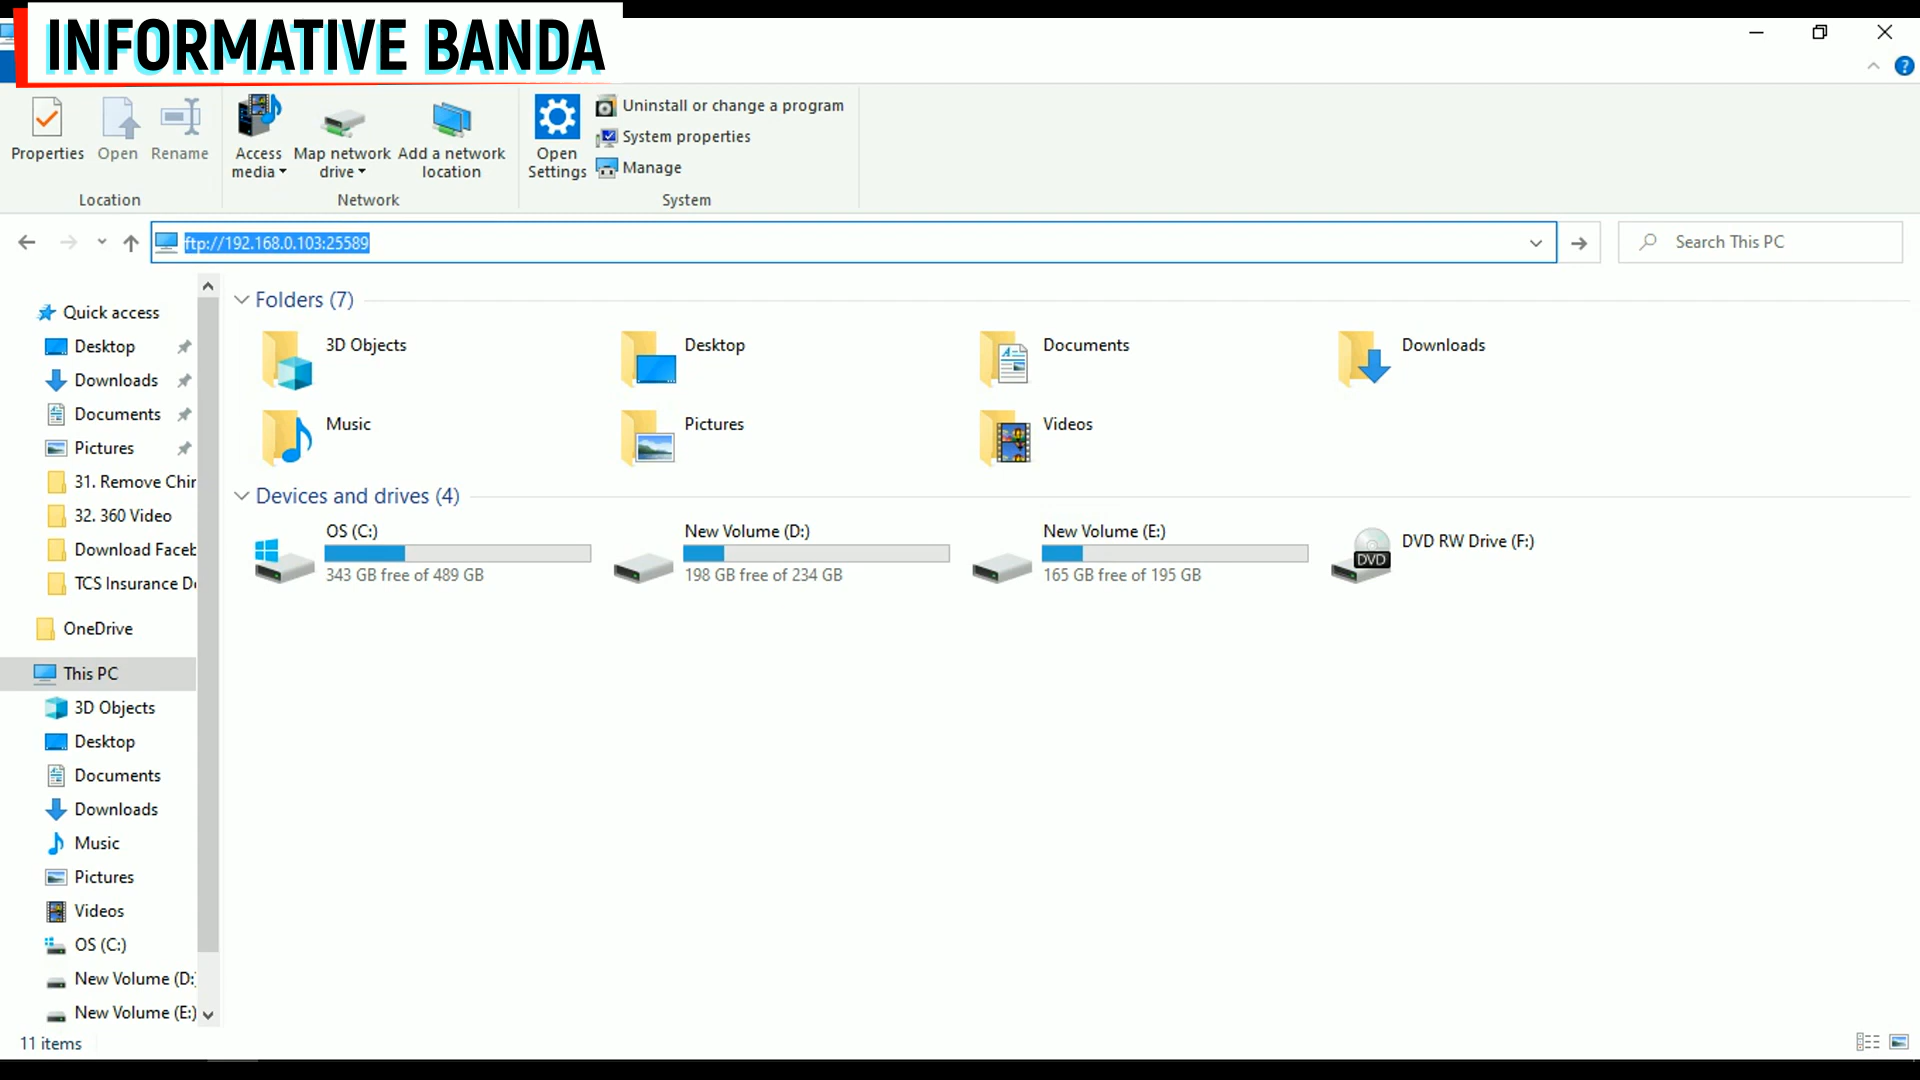 INFORMATIVE BANDA
Properties
Open
Rename
Access media
Map network drive
Add a network location
Open Settings
Uninstall or change a program
System properties
Manage
Location
Network
System
ftp://192.168.0.103:25589
Search This PC
Quick access
Desktop
Downloads
Documents
Pictures
31. Remove Chin
32. 360 Video
Download Faceb
TCS Insurance D
OneDrive
This PC
3D Objects
Desktop
Documents
Downloads
Music
Pictures
Videos
OS (C:)
New Volume (D:
New Volume (E:)
Folders (7)
3D Objects
Desktop
Documents
Downloads
Music
Pictures
Videos
Devices and drives (4)
OS (C:)
343 GB free of 489 GB
New Volume (D:)
198 GB free of 234 GB
New Volume (E:)
165 GB free of 195 GB
DVD RW Drive (F:)
DVD
11 items